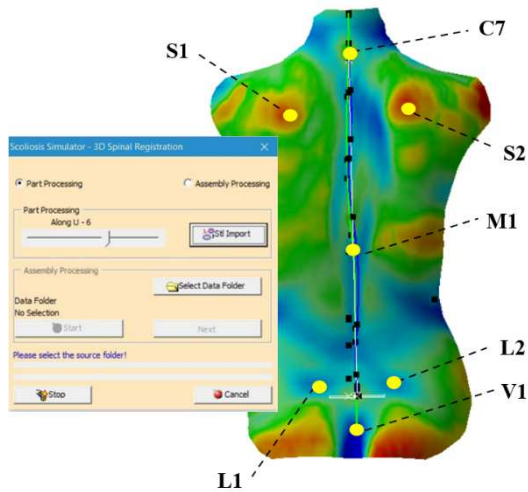 C7
S1
S2
Scoliosis Simulator - 3D Spinal Registration
Part Processing
Assembly Processing
Part Processing
Along U - 6
Stl Import
M1
Assembly Processing
Select Data Folder
Data Folder
No Selection
Start
Next
Please select the source folder!
L2
Stop
Cancel
V1
L1